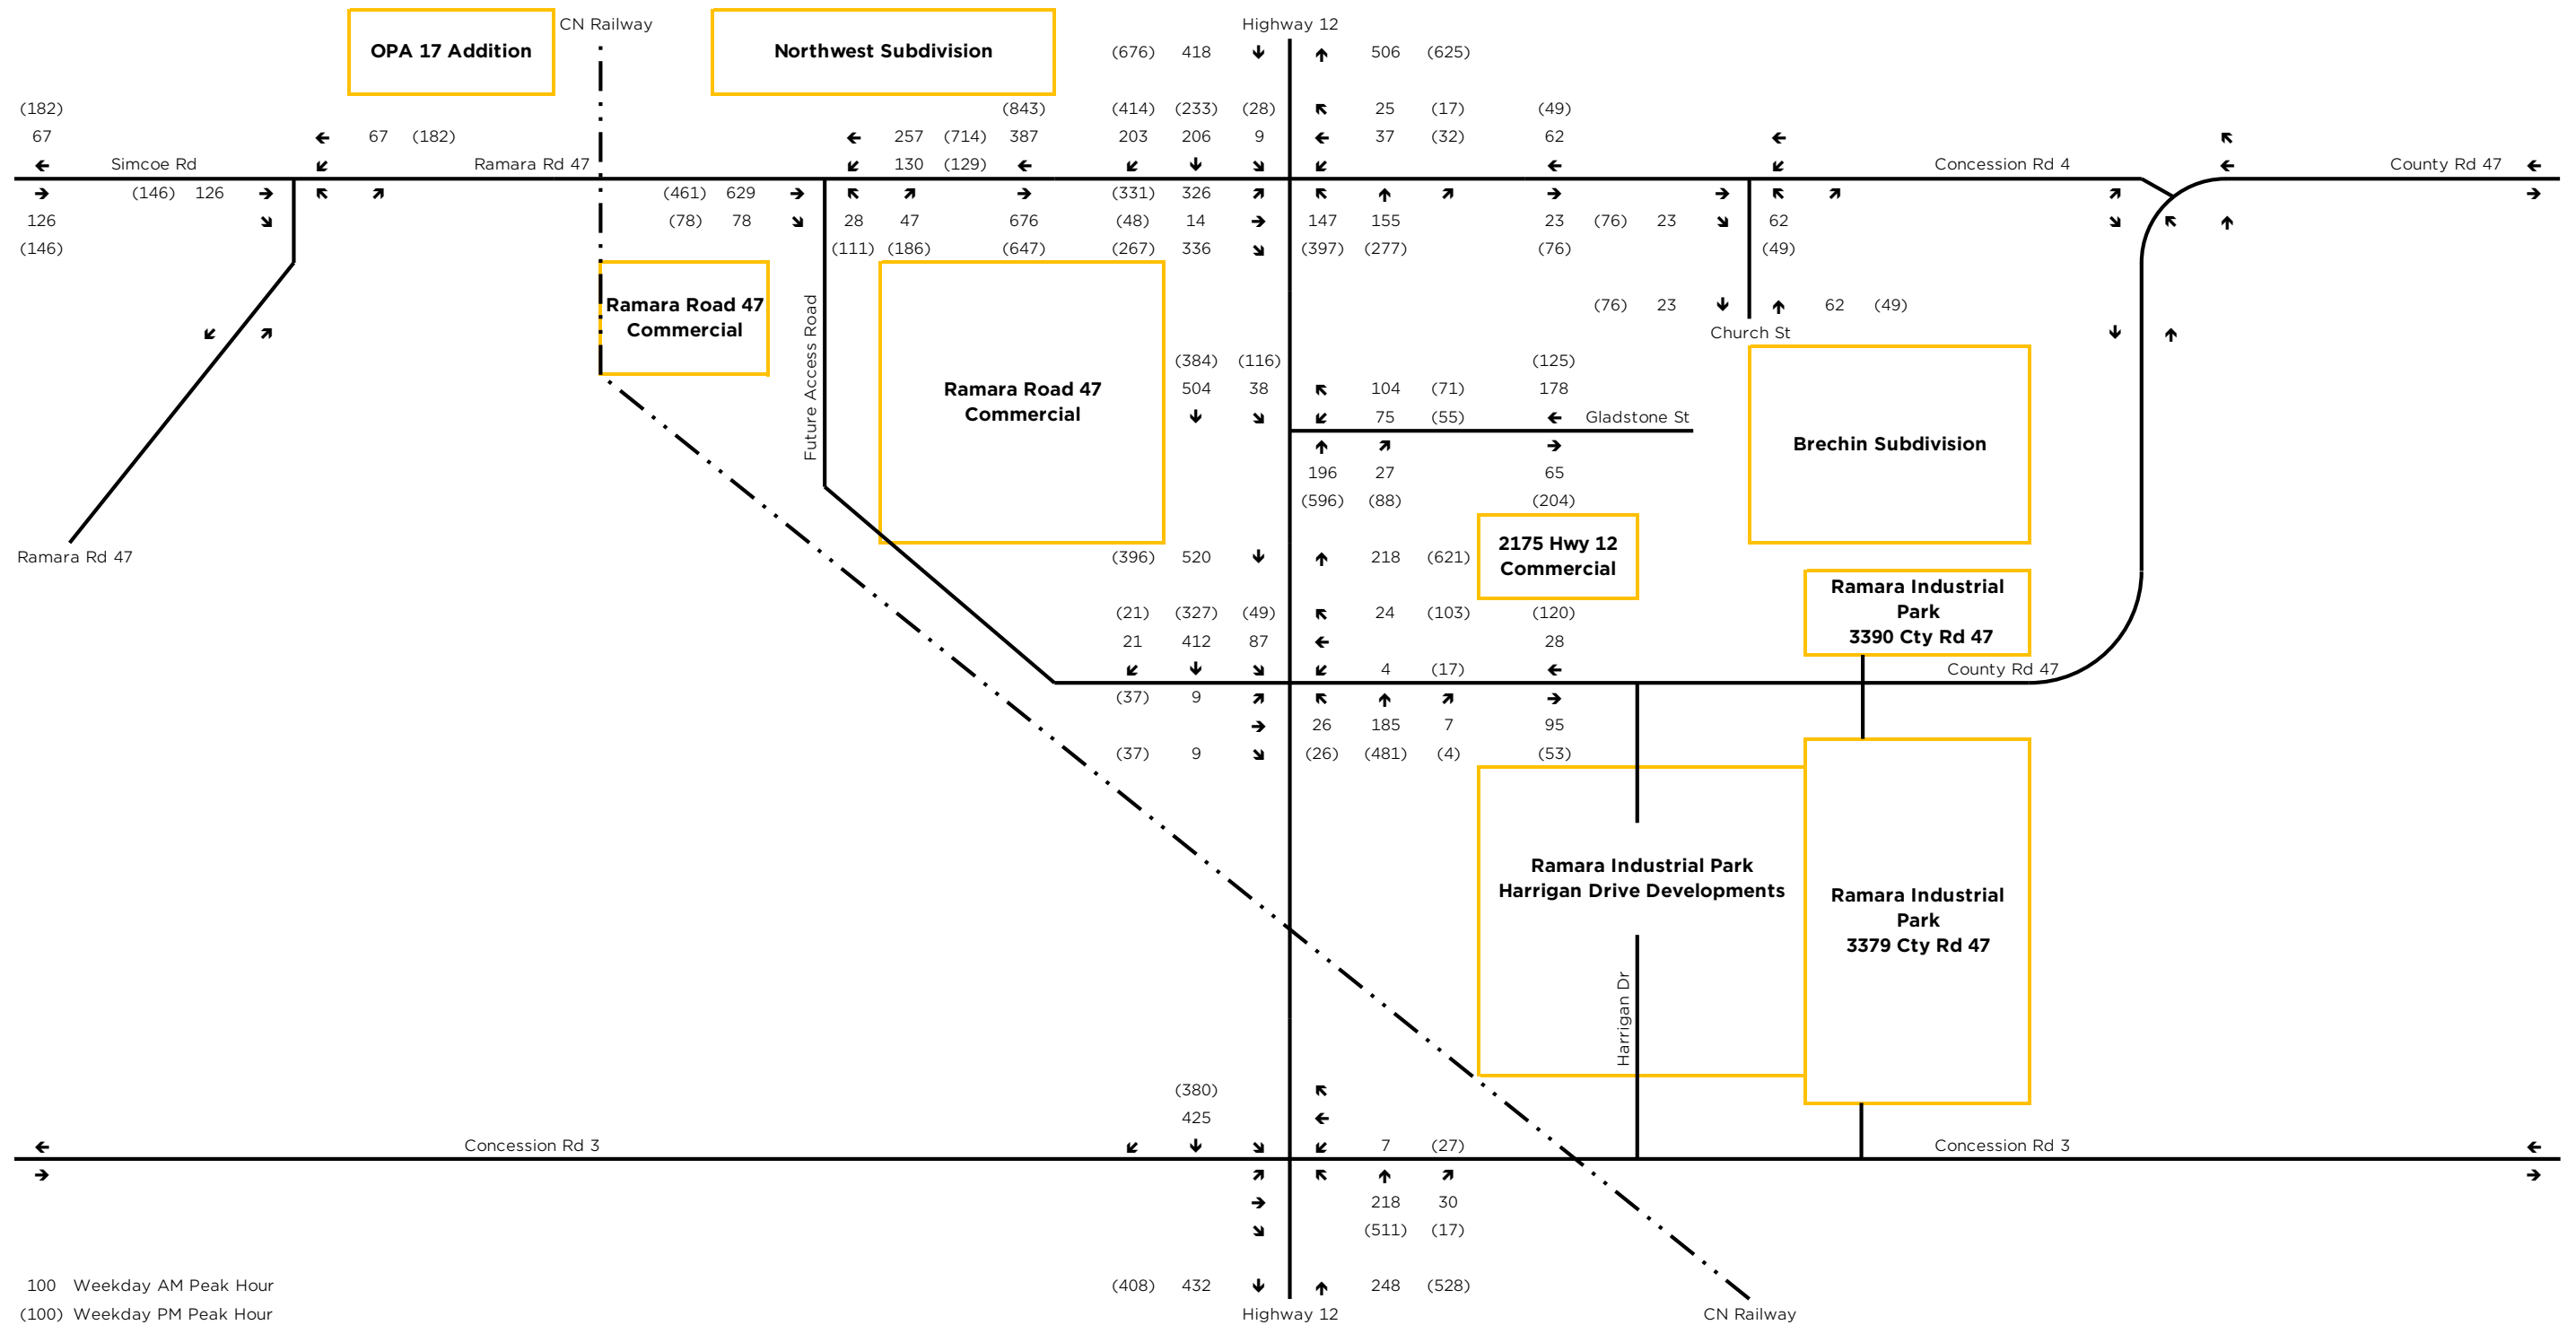 CN Railway Highway 12
OPA 17 Addition Northwest Subdivision (676) 418 506 (625)
(182) (843) (414) (233) (28) 25 (17) (49)
67 67 (182) 257 (714) 387 203 206 9 37 (32) 62
Simcoe Rd Ramara Rd 47 130 (129) Concession Rd 4 County Rd 47
(146) 126 (461) 629 (331) 326
126 (78) 78 28 47 676 (48) 14 147 155 23 (76) 23 62
(146) (111) (186) (647) (267) 336 (397) (277) (76) (49)
Ramara Road 47
Commercial
Future Access Road
(76) 23 62 (49)
Church St
(384) (116) (125)
Ramara Road 47
Commercial
504 38 104 (71) 178
75 (55) Gladstone St
Brechin Subdivision
196 27 65
(596) (88) (204)
Ramara Rd 47
(396) 520 218 (621)
2175 Hwy 12
Commercial
Ramara Industrial
Park
3390 Cty Rd 47
(21) (327) (49) 24 (103) (120)
21 412 87 28
4 (17) County Rd 47
(37) 9
26 185 7 95
(37) 9 (26) (481) (4) (53)
Ramara Industrial Park
Harrigan Drive Developments
Ramara Industrial
Park
3379 Cty Rd 47
Harrigan Dr
(380)
425
Concession Rd 3 7 (27) Concession Rd 3
218 30
(511) (17)
100 Weekday AM Peak Hour (408) 432 248 (528)
(100) Weekday PM Peak Hour Highway 12 CN Railway